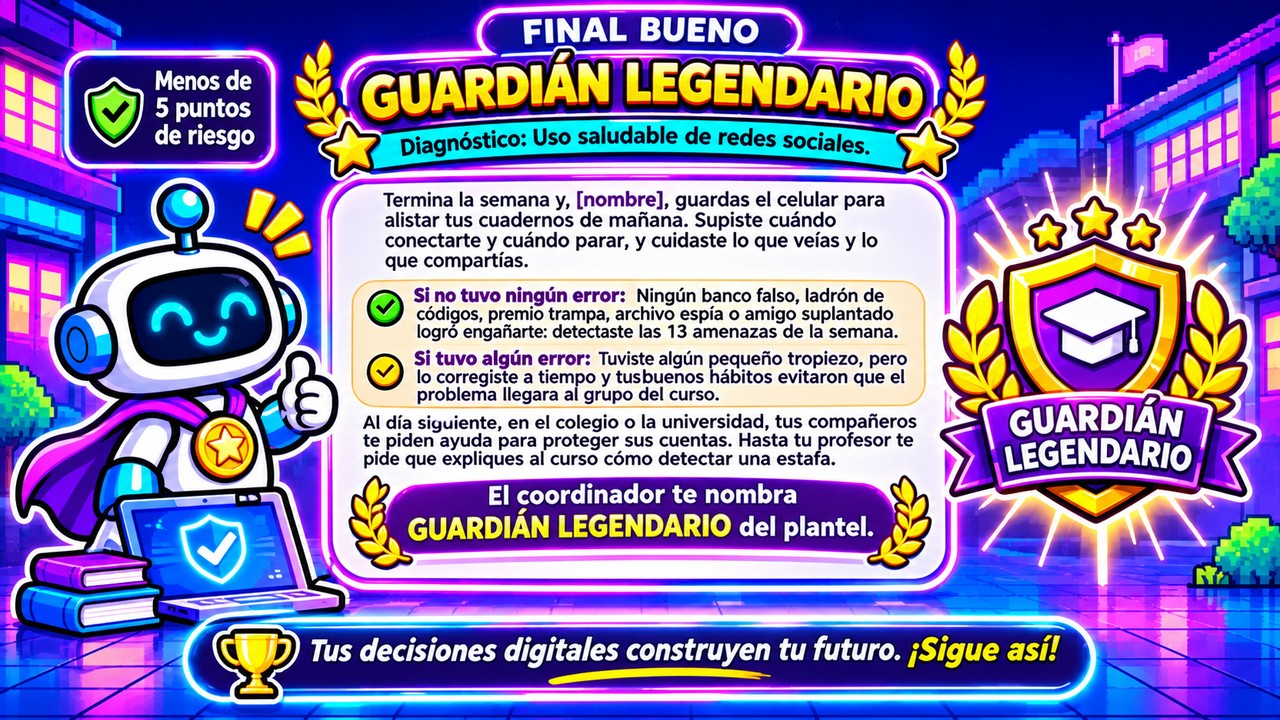 FINAL BUENO
GUARDIÁN LEGENDARIO
Diagnóstico: Uso saludable de redes sociales.
Menos de
5 puntos
de riesgo
Termina la semana y, [nombre], guardas el celular para
alistar tus cuadernos de mañana. Supiste cuándo
conectarte y cuándo parar, y cuidaste lo que veías y lo
que compartías.
Si no tuvo ningún error: Ningún banco falso, ladrón de
códigos, premio trampa, archivo espía o amigo suplantado
logró engañarte: detectaste las 13 amenazas de la semana.
Si tuvo algún error: Tuviste algún pequeño tropiezo, pero
lo corregiste a tiempo y tusbuenos hábitos evitaron que el
problema llegara al grupo del curso.
Al día siguiente, en el colegio o la universidad, tus compañeros
te piden ayuda para proteger sus cuentas. Hasta tu profesor te
pide que expliques al curso cómo detectar una estafa.
El coordinador te nombra
GUARDIÁN LEGENDARIO del plantel.
GUARDIÁN
LEGENDARIO
Tus decisiones digitales construyen tu futuro. ¡Sigue así!